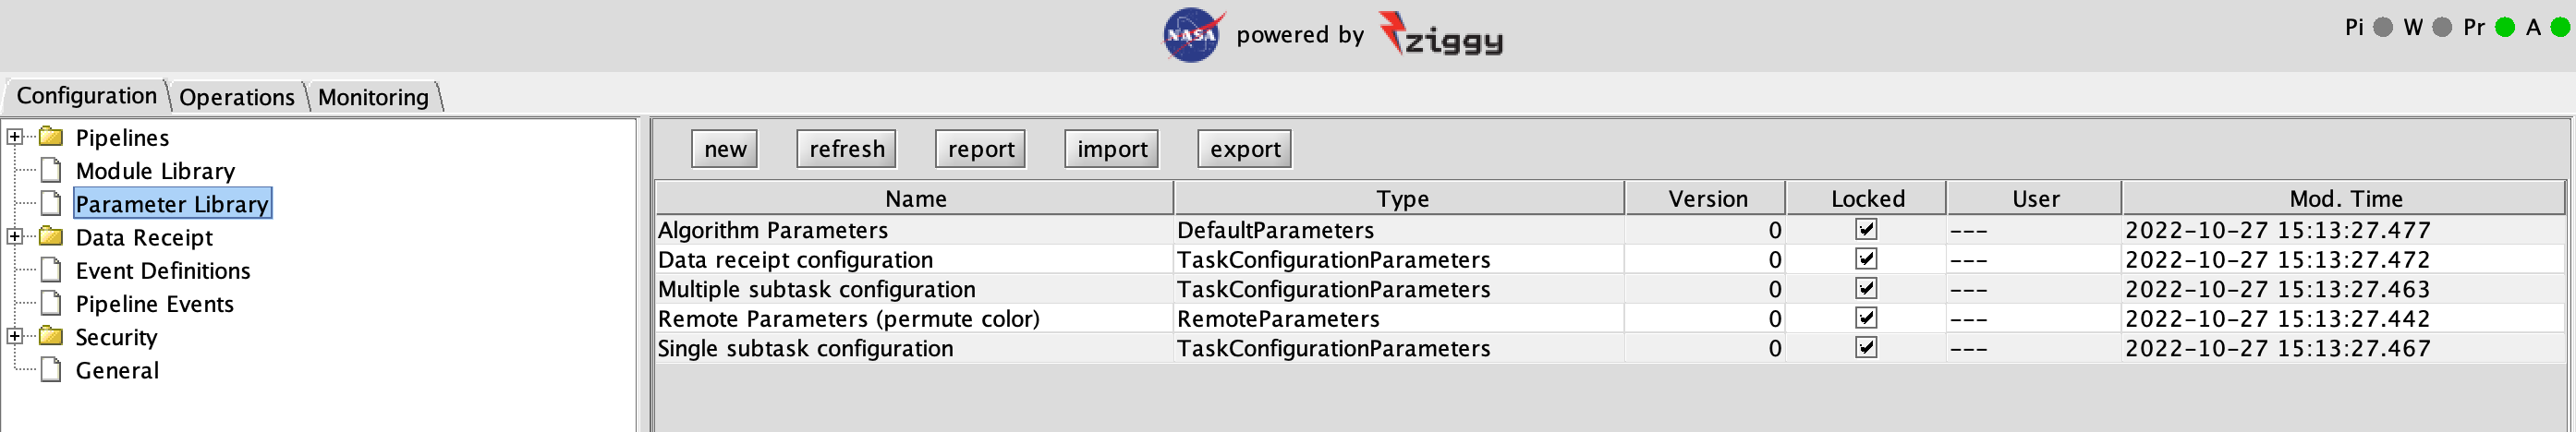 NASA powered by ziggy
Pi W Pr A
Configuration Operations Monitoring
Pipelines
Module Library
Parameter Library
Data Receipt
Event Definitions
Pipeline Events
Security
General
new refresh report import export
Name Type Version Locked User Mod. Time
Algorithm Parameters DefaultParameters 0 --- 2022-10-27 15:13:27.477
Data receipt configuration TaskConfigurationParameters 0 --- 2022-10-27 15:13:27.472
Multiple subtask configuration TaskConfigurationParameters 0 --- 2022-10-27 15:13:27.463
Remote Parameters (permute color) RemoteParameters 0 --- 2022-10-27 15:13:27.442
Single subtask configuration TaskConfigurationParameters 0 --- 2022-10-27 15:13:27.467